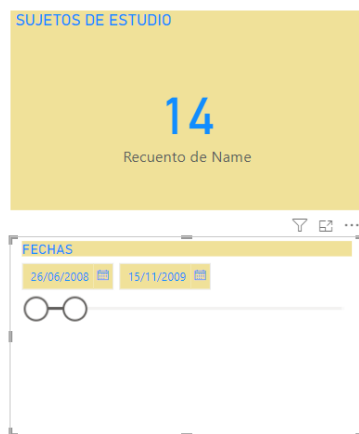 SUJETOS DE ESTUDIO
14
Recuento de Name
FECHAS
26/06/2008 15/11/2009